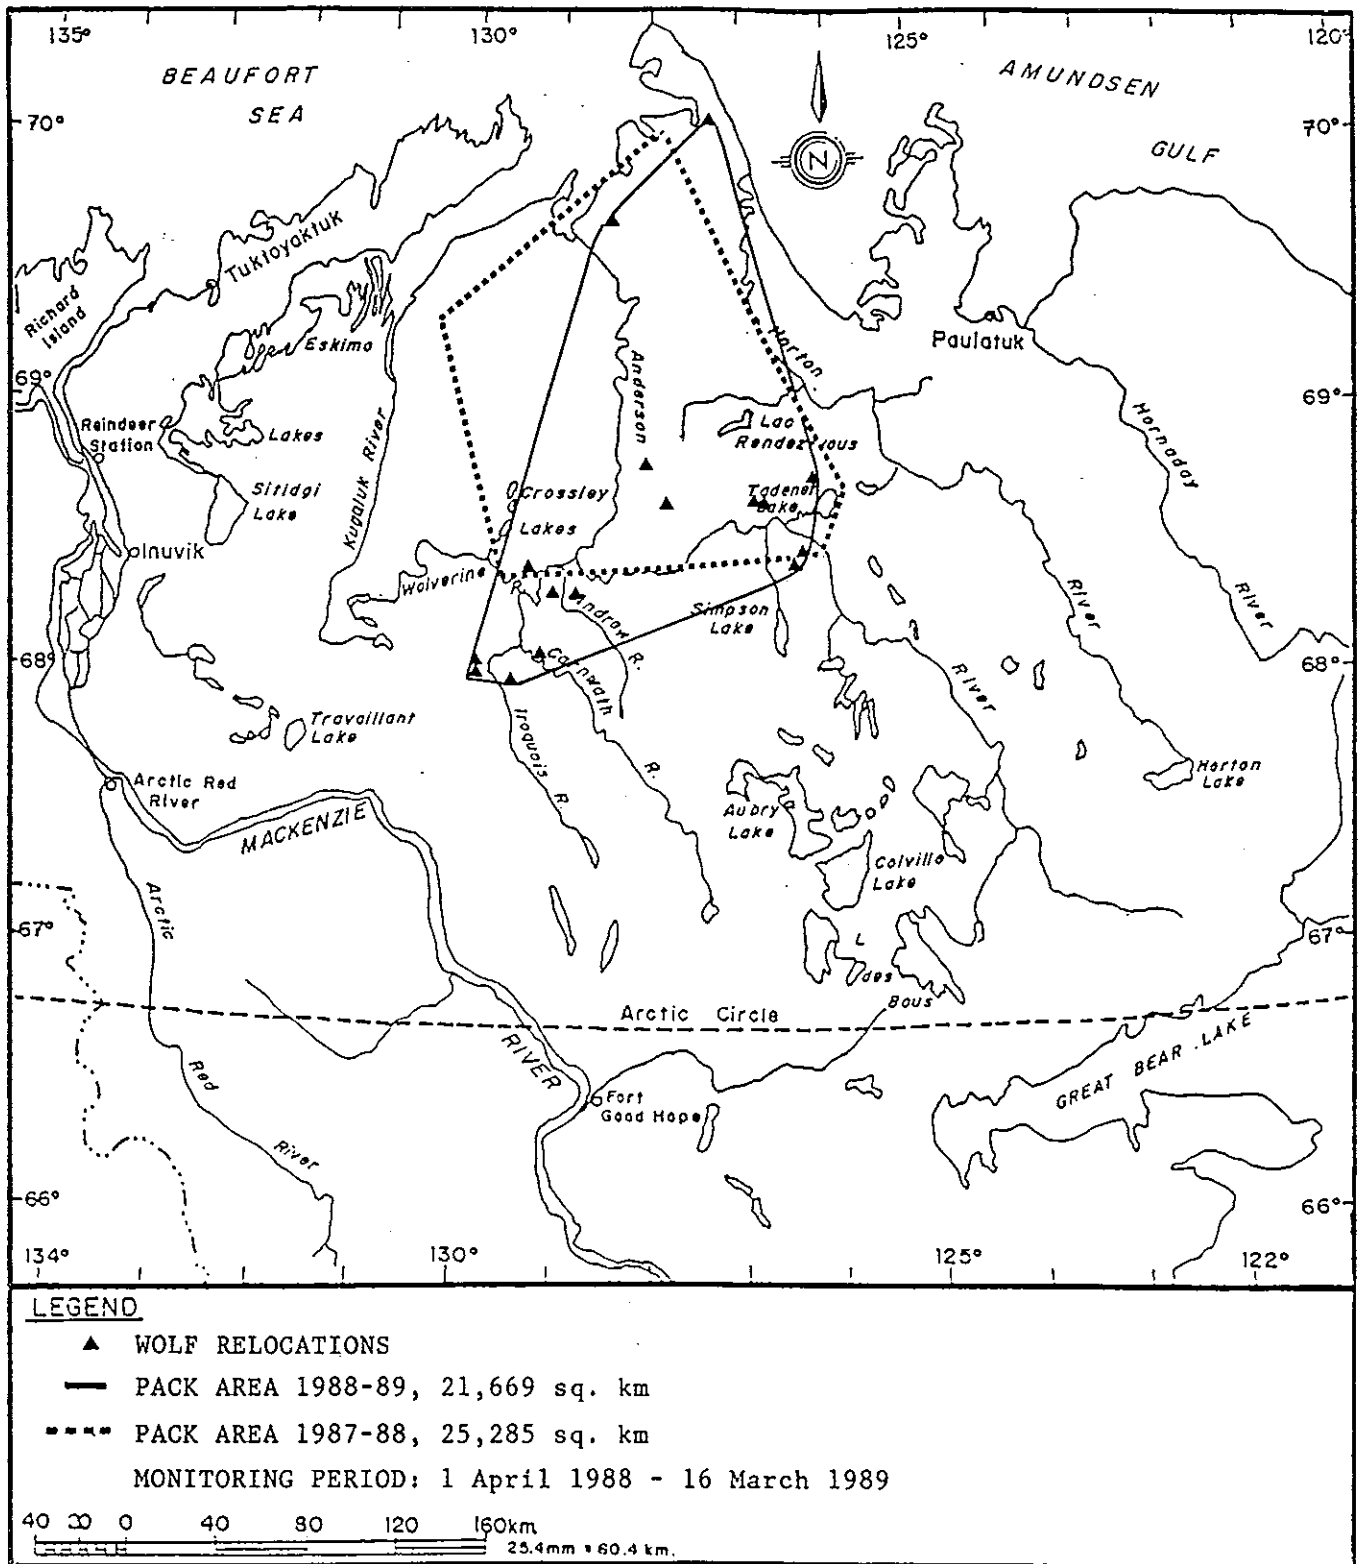 135°
130°
125°
120°
BEAUFORT
SEA
AMUNDSEN
GULF
70°
70°
N
Tuktoyaktuk
Richard
Island
Eskimo
Lakes
Paulatuk
Horton
Anderson
69°
69°
Reindeer
Station
Lac
Rendezvous
Hornaday
Sitidgi
Lake
Kugaluk River
Crossley
Lakes
Tadenet
Lake
Inuvik
Wolverine
R.
Andrew
R.
Simpson
Lake
River
River
68°
68°
Carnwath
R.
Iroquois
R.
River
Travaillant
Lake
Arctic Red
River
Horton
Lake
Aubry
Lake
MACKENZIE
Colville
Lake
Arctic
67°
67°
L
des
Bous
Arctic Circle
RIVER
Red
GREAT BEAR LAKE
Fort
Good Hope
River
66°
66°
134°
130°
125°
122°
LEGEND
WOLF RELOCATIONS
PACK AREA 1988-89, 21,669 sq. km
PACK AREA 1987-88, 25,285 sq. km
MONITORING PERIOD: 1 April 1988 - 16 March 1989
40 20 0 40 80 120 160km
25.4mm = 60.4 km.